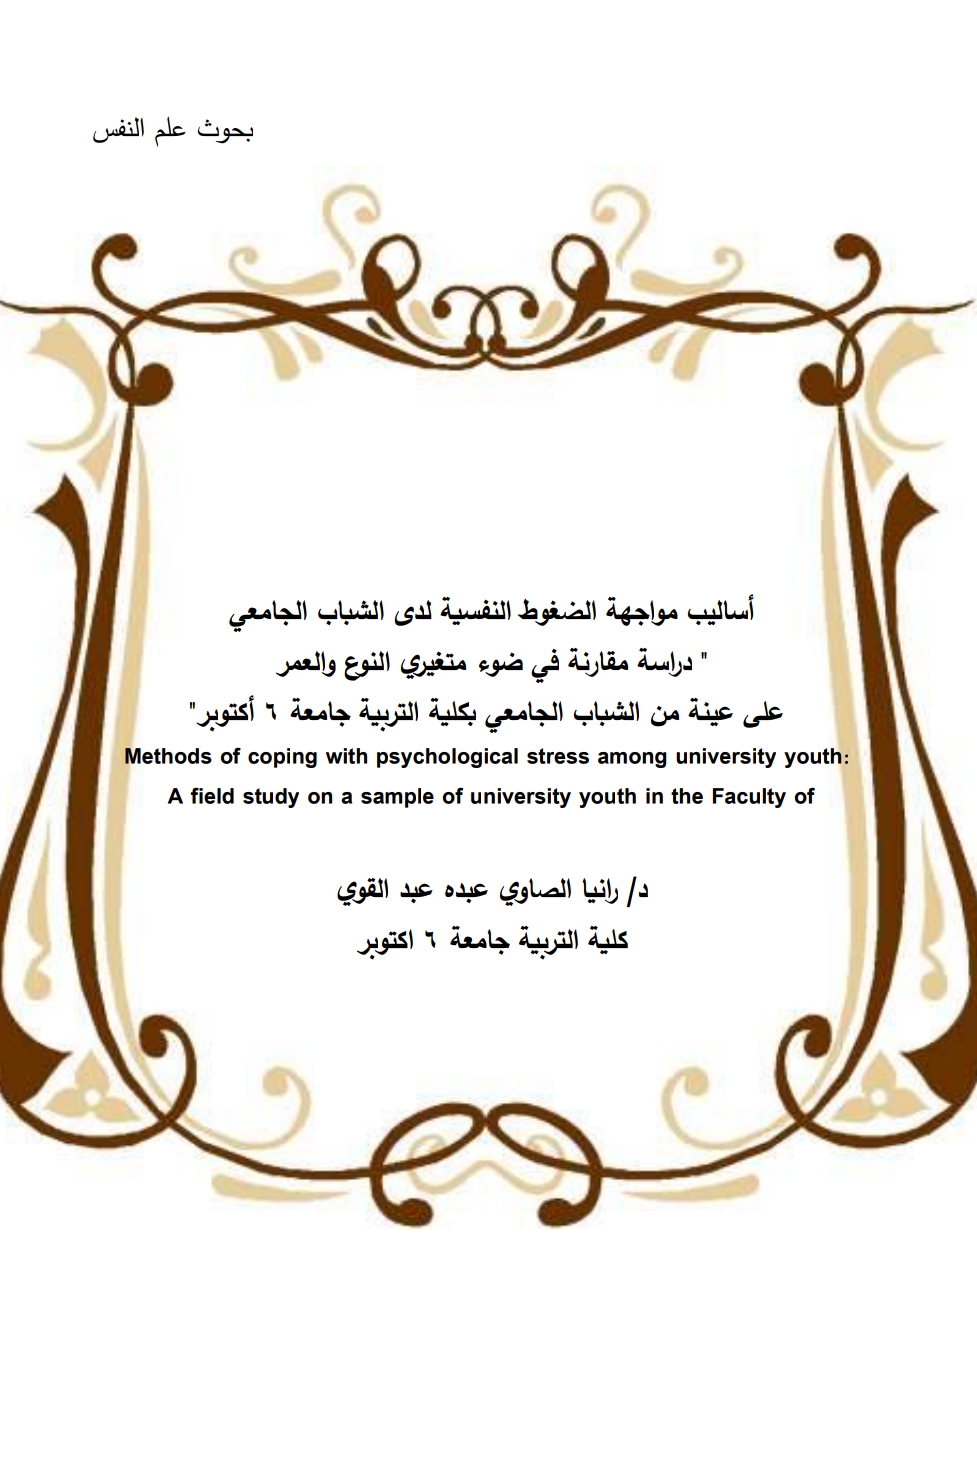 بحوث علم النفس
أساليب مواجهة الضغوط النفسية لدى الشباب الجامعي
" دراسة مقارنة في ضوء متغيري النوع والعمر
على عينة من الشباب الجامعي بكلية التربية جامعة ٦ أكتوبر"
Methods of coping with psychological stress among university youth:
A field study on a sample of university youth in the Faculty of
د/ رانيا الصاوي عبده عبد القوي
كلية التربية جامعة ٦ اكتوبر